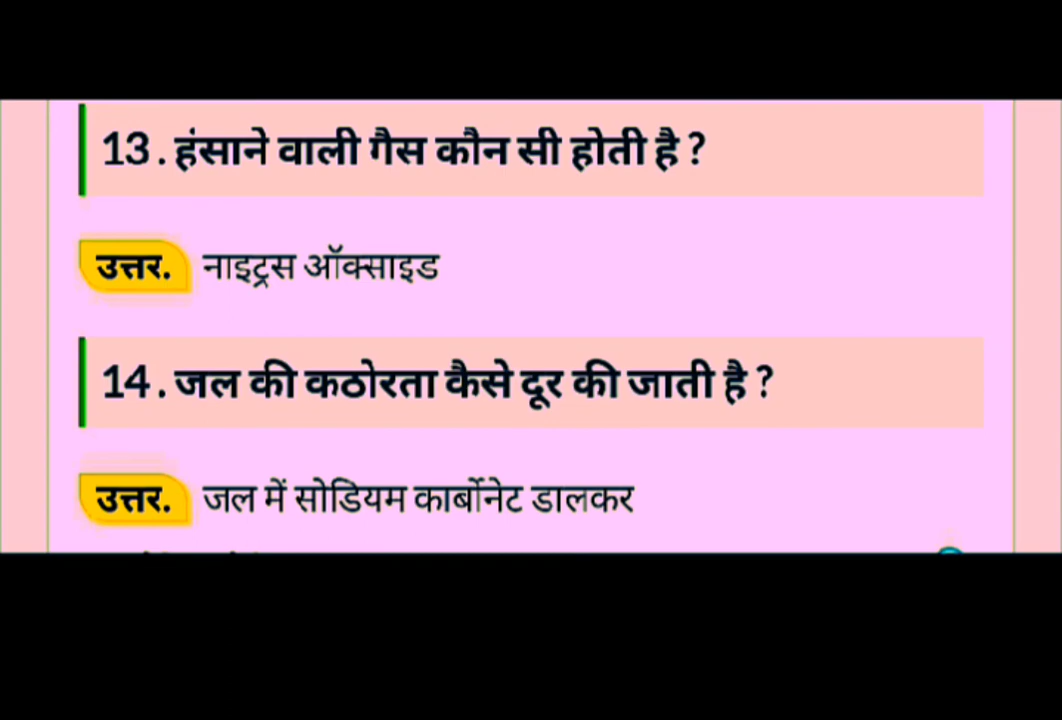 13. हंसाने वाली गैस कौन सी होती है ?
उत्तर. नाइट्रस ऑक्साइड
14. जल की कठोरता कैसे दूर की जाती है ?
उत्तर. जल में सोडियम कार्बोनेट डालकर